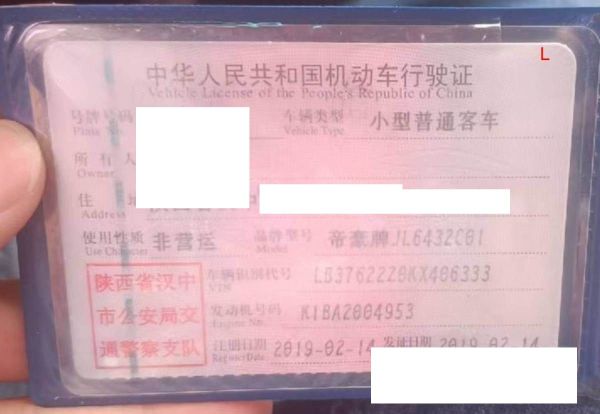 L
中华人民共和国机动车行驶证
Vehicle License of the People's Republic of China
号牌号码 车辆类型 小型普通客车
Plate No. Vehicle Type
所有人
Owner
住 址
Address
使用性质 非营运 品牌型号 帝豪牌JL6432C01
Use Character Model
陕西省汉中 车辆识别代号 LB37622Z0KX406333
VIN
市公安局交 发动机号码 K1BA2004953
Engine No.
通警察支队 注册日期 2019-02-14 发证日期 2019-02-14
Register Date